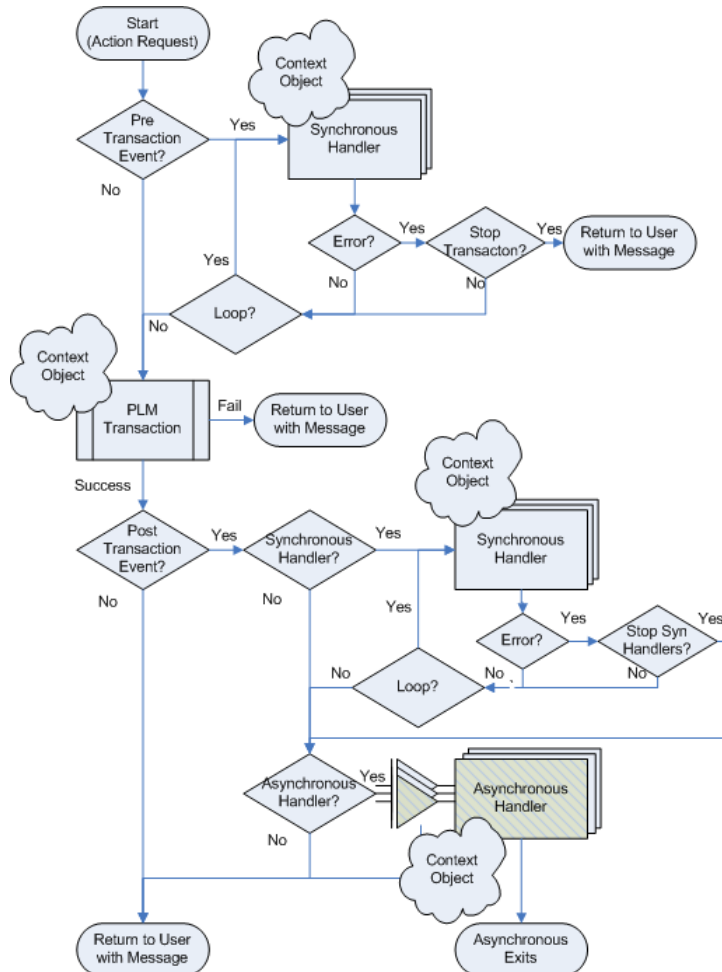 Start
(Action Request)
Context
Object
Pre
Transaction
Event?
Yes
Synchronous
Handler
No
Error?
Yes
Stop
Transacton?
Yes
Return to User
with Message
No
No
Yes
Loop?
No
Context
Object
PLM
Transaction
Fail
Return to User
with Message
Success
Context
Object
Post
Transaction
Event?
Yes
Synchronous
Handler?
Yes
Synchronous
Handler
No
No
Yes
Error?
Yes
Stop Syn
Handlers?
Yes
No
Loop?
No
No
Asynchronous
Handler?
Yes
Asynchronous
Handler
No
Context
Object
Return to User
with Message
Asynchronous
Exits